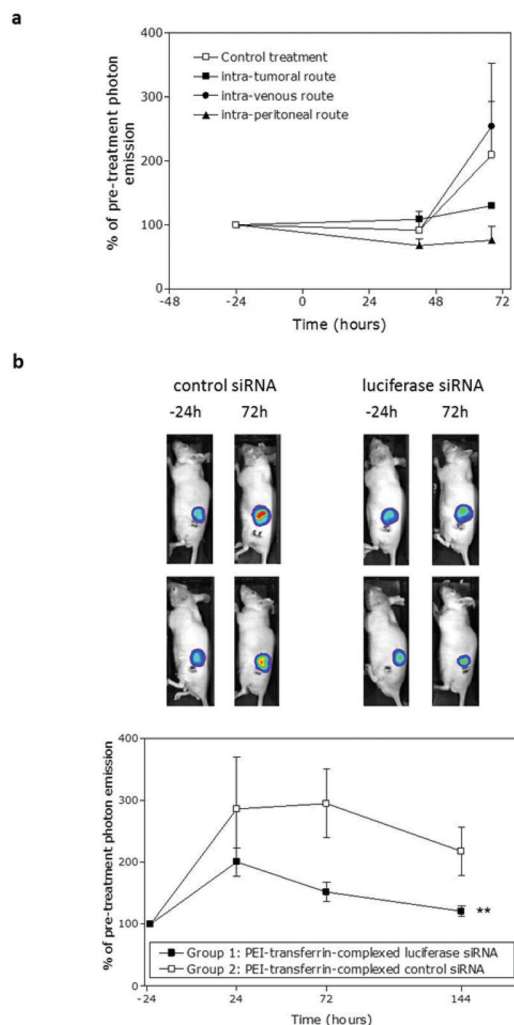 a
400
Control treatment
intra-tumoral route
intra-venous route
intra-peritoneal route
300
200
100
0
% of pre-treatment photon
emission
-48 -24 0 24 48 72
Time (hours)
b
control siRNA luciferase siRNA
-24h 72h -24h 72h
400
300
200
100
0
% of pre-treatment photon emission
**
Group 1: PEI-transferrin-complexed luciferase siRNA
Group 2: PEI-transferrin-complexed control siRNA
-24 24 72 144
Time (hours)